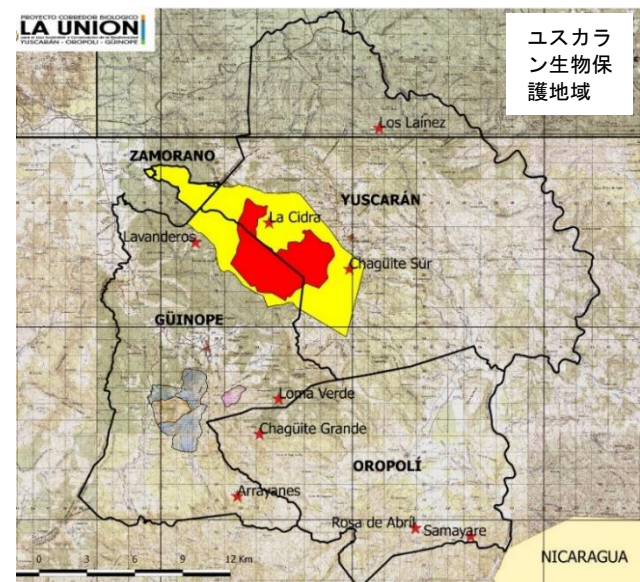 PROYECTO CORREDOR BIOLOGICO
LA UNION
YUSCARÁN - OROPOLI - GÜINOPE
ユスカラ
ン生物保
護地域
Los Laínez
ZAMORANO
YUSCARÁN
La Cidra
Lavanderos
Chagüite Sur
GÜINOPE
Loma Verde
Chagüite Grande
OROPOLÍ
Arrayanes
Rosa de Abril
Samayare
NICARAGUA
0 3 6 9 12 Km